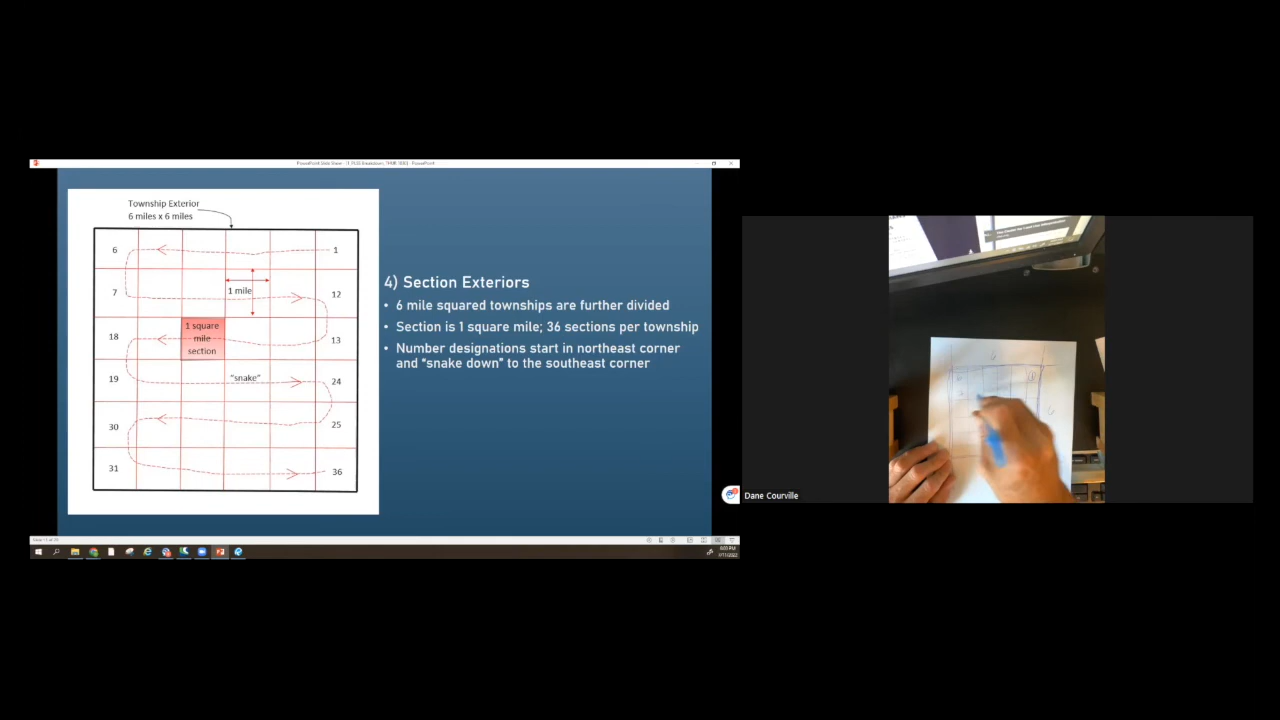 PowerPoint Slide Show
Township Exterior
6 miles x 6 miles
6
1
7
1 mile
12
1 square
mile
section
18
13
19
"snake"
24
30
25
31
36
4) Section Exteriors
• 6 mile squared townships are further divided
• Section is 1 square mile; 36 sections per township
• Number designations start in northeast corner
and "snake down" to the southeast corner
Dane Courville